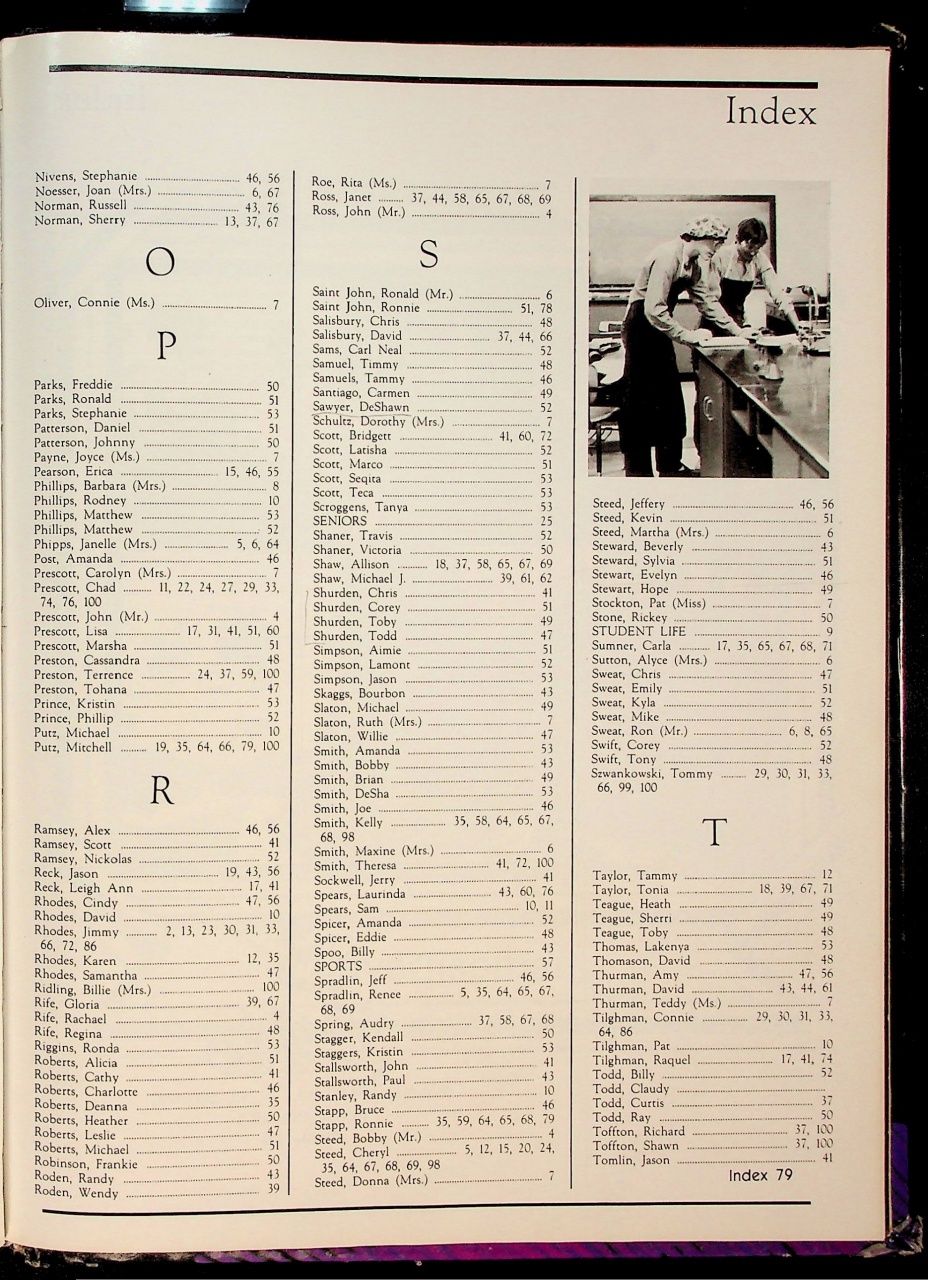 Index
Nivens, Stephanie 46, 56
Noesser, Joan (Mrs.) 6, 67
Norman, Russell 43, 76
Norman, Sherry 13, 37, 67
O
Oliver, Connie (Ms.) 7
P
Parks, Freddie 50
Parks, Ronald 51
Parks, Stephanie 53
Patterson, Daniel 51
Patterson, Johnny 50
Payne, Joyce (Ms.) 7
Pearson, Erica 15, 46, 55
Phillips, Barbara (Mrs.) 8
Phillips, Rodney 10
Phillips, Matthew 53
Phillips, Matthew 52
Phipps, Janelle (Mrs.) 5, 6, 64
Post, Amanda 46
Prescott, Carolyn (Mrs.) 7
Prescott, Chad 11, 22, 24, 27, 29, 33,
74, 76, 100
Prescott, John (Mr.) 4
Prescott, Lisa 17, 31, 41, 51, 60
Prescott, Marsha 51
Preston, Cassandra 48
Preston, Terrence 24, 37, 59, 100
Preston, Tohana 47
Prince, Kristin 53
Prince, Phillip 52
Putz, Michael 10
Putz, Mitchell 19, 35, 64, 66, 79, 100
R
Ramsey, Alex 46, 56
Ramsey, Scott 41
Ramsey, Nickolas 52
Reck, Jason 19, 43, 56
Reck, Leigh Ann 17, 41
Rhodes, Cindy 47, 56
Rhodes, David 10
Rhodes, Jimmy 2, 13, 23, 30, 31, 33,
66, 72, 86
Rhodes, Karen 12, 35
Rhodes, Samantha 47
Ridling, Billie (Mrs.) 100
Rife, Gloria 39, 67
Rife, Rachael 4
Rife, Regina 48
Riggins, Ronda 53
Roberts, Alicia 51
Roberts, Cathy 41
Roberts, Charlotte 46
Roberts, Deanna 35
Roberts, Heather 50
Roberts, Leslie 47
Roberts, Michael 51
Robinson, Frankie 50
Roden, Randy 43
Roden, Wendy 39
Roe, Rita (Ms.) 7
Ross, Janet 37, 44, 58, 65, 67, 68, 69
Ross, John (Mr.) 4
S
Saint John, Ronald (Mr.) 6
Saint John, Ronnie 51, 78
Salisbury, Chris 48
Salisbury, David 37, 44, 66
Sams, Carl Neal 52
Samuel, Timmy 48
Samuels, Tammy 46
Santiago, Carmen 49
Sawyer, DeShawn 52
Schultz, Dorothy (Mrs.) 7
Scott, Bridgett 41, 60, 72
Scott, Latisha 52
Scott, Marco 51
Scott, Seqita 53
Scott, Teca 53
Scroggens, Tanya 53
SENIORS 25
Shaner, Travis 52
Shaner, Victoria 50
Shaw, Allison 18, 37, 58, 65, 67, 69
Shaw, Michael J. 39, 61, 62
Shurden, Chris 41
Shurden, Corey 51
Shurden, Toby 49
Shurden, Todd 47
Simpson, Aimie 51
Simpson, Lamont 52
Simpson, Jason 53
Skaggs, Bourbon 43
Slaton, Michael 49
Slaton, Ruth (Mrs.) 7
Slaton, Willie 47
Smith, Amanda 53
Smith, Bobby 43
Smith, Brian 49
Smith, DeSha 53
Smith, Joe 46
Smith, Kelly 35, 58, 64, 65, 67,
68, 98
Smith, Maxine (Mrs.) 6
Smith, Theresa 41, 72, 100
Sockwell, Jerry 41
Spears, Laurinda 43, 60, 76
Spears, Sam 10, 11
Spicer, Amanda 52
Spicer, Eddie 48
Spoo, Billy 43
SPORTS 57
Spradlin, Jeff 46, 56
Spradlin, Renee 5, 35, 64, 65, 67,
68, 69
Spring, Audry 37, 58, 67, 68
Stagger, Kendall 50
Staggers, Kristin 53
Stallsworth, John 41
Stallsworth, Paul 43
Stanley, Randy 10
Stapp, Bruce 46
Stapp, Ronnie 35, 59, 64, 65, 68, 79
Steed, Bobby (Mr.) 4
Steed, Cheryl 5, 12, 15, 20, 24,
35, 64, 67, 68, 69, 98
Steed, Donna (Mrs.) 7
Steed, Jeffery 46, 56
Steed, Kevin 51
Steed, Martha (Mrs.) 6
Steward, Beverly 43
Steward, Sylvia 51
Stewart, Evelyn 46
Stewart, Hope 49
Stockton, Pat (Miss) 7
Stone, Rickey 50
STUDENT LIFE 9
Sumner, Carla 17, 35, 65, 67, 68, 71
Sutton, Alyce (Mrs.) 6
Sweat, Chris 47
Sweat, Emily 51
Sweat, Kyla 52
Sweat, Mike 48
Sweat, Ron (Mr.) 6, 8, 65
Swift, Corey 52
Swift, Tony 48
Szwankowski, Tommy 29, 30, 31, 33,
66, 99, 100
T
Taylor, Tammy 12
Taylor, Tonia 18, 39, 67, 71
Teague, Heath 49
Teague, Sherri 49
Teague, Toby 48
Thomas, Lakenya 53
Thomason, David 48
Thurman, Amy 47, 56
Thurman, David 43, 44, 61
Thurman, Teddy (Ms.) 7
Tilghman, Connie 29, 30, 31, 33,
64, 86
Tilghman, Pat 10
Tilghman, Raquel 17, 41, 74
Todd, Billy 52
Todd, Claudy
Todd, Curtis 37
Todd, Ray 50
Toffton, Richard 37, 100
Toffton, Shawn 37, 100
Tomlin, Jason 41
Index 79